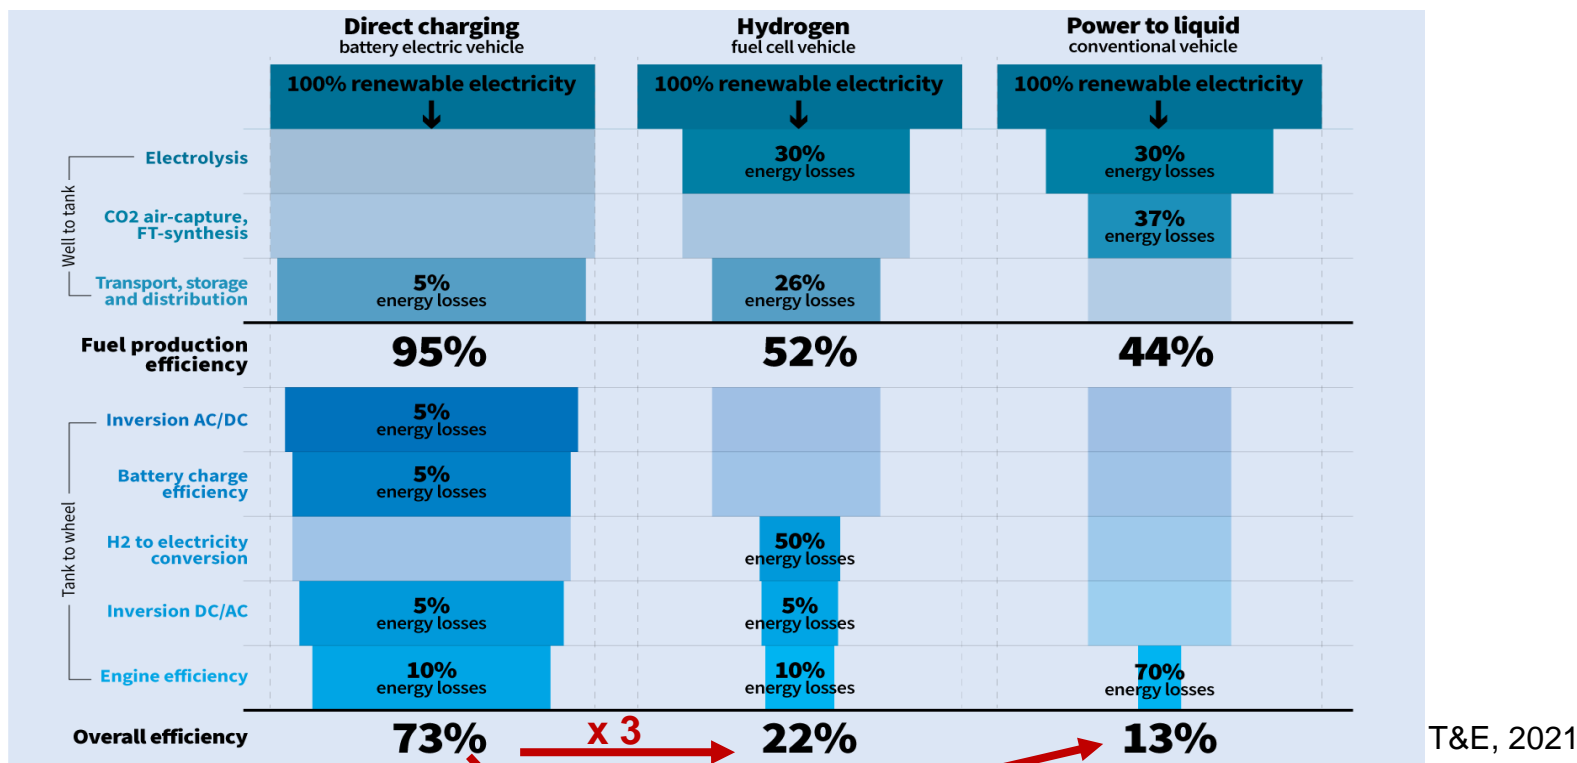 Direct charging
battery electric vehicle
Hydrogen
fuel cell vehicle
Power to liquid
conventional vehicle
100% renewable electricity
100% renewable electricity
100% renewable electricity
Well to tank
Electrolysis
30%
energy losses
30%
energy losses
CO2 air-capture,
FT-synthesis
37%
energy losses
Transport, storage
and distribution
5%
energy losses
26%
energy losses
Fuel production
efficiency
95%
52%
44%
Tank to wheel
Inversion AC/DC
5%
energy losses
Battery charge
efficiency
5%
energy losses
H2 to electricity
conversion
50%
energy losses
Inversion DC/AC
5%
energy losses
5%
energy losses
Engine efficiency
10%
energy losses
10%
energy losses
70%
energy losses
Overall efficiency
73%
x 3
22%
13%
T&E, 2021